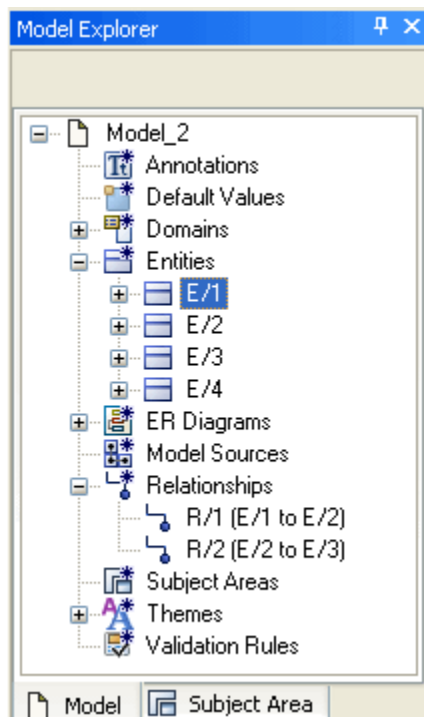 Model Explorer
Model_2
Annotations
Default Values
Domains
Entities
E/1
E/2
E/3
E/4
ER Diagrams
Model Sources
Relationships
R/1 (E/1 to E/2)
R/2 (E/2 to E/3)
Subject Areas
Themes
Validation Rules
Model Subject Area